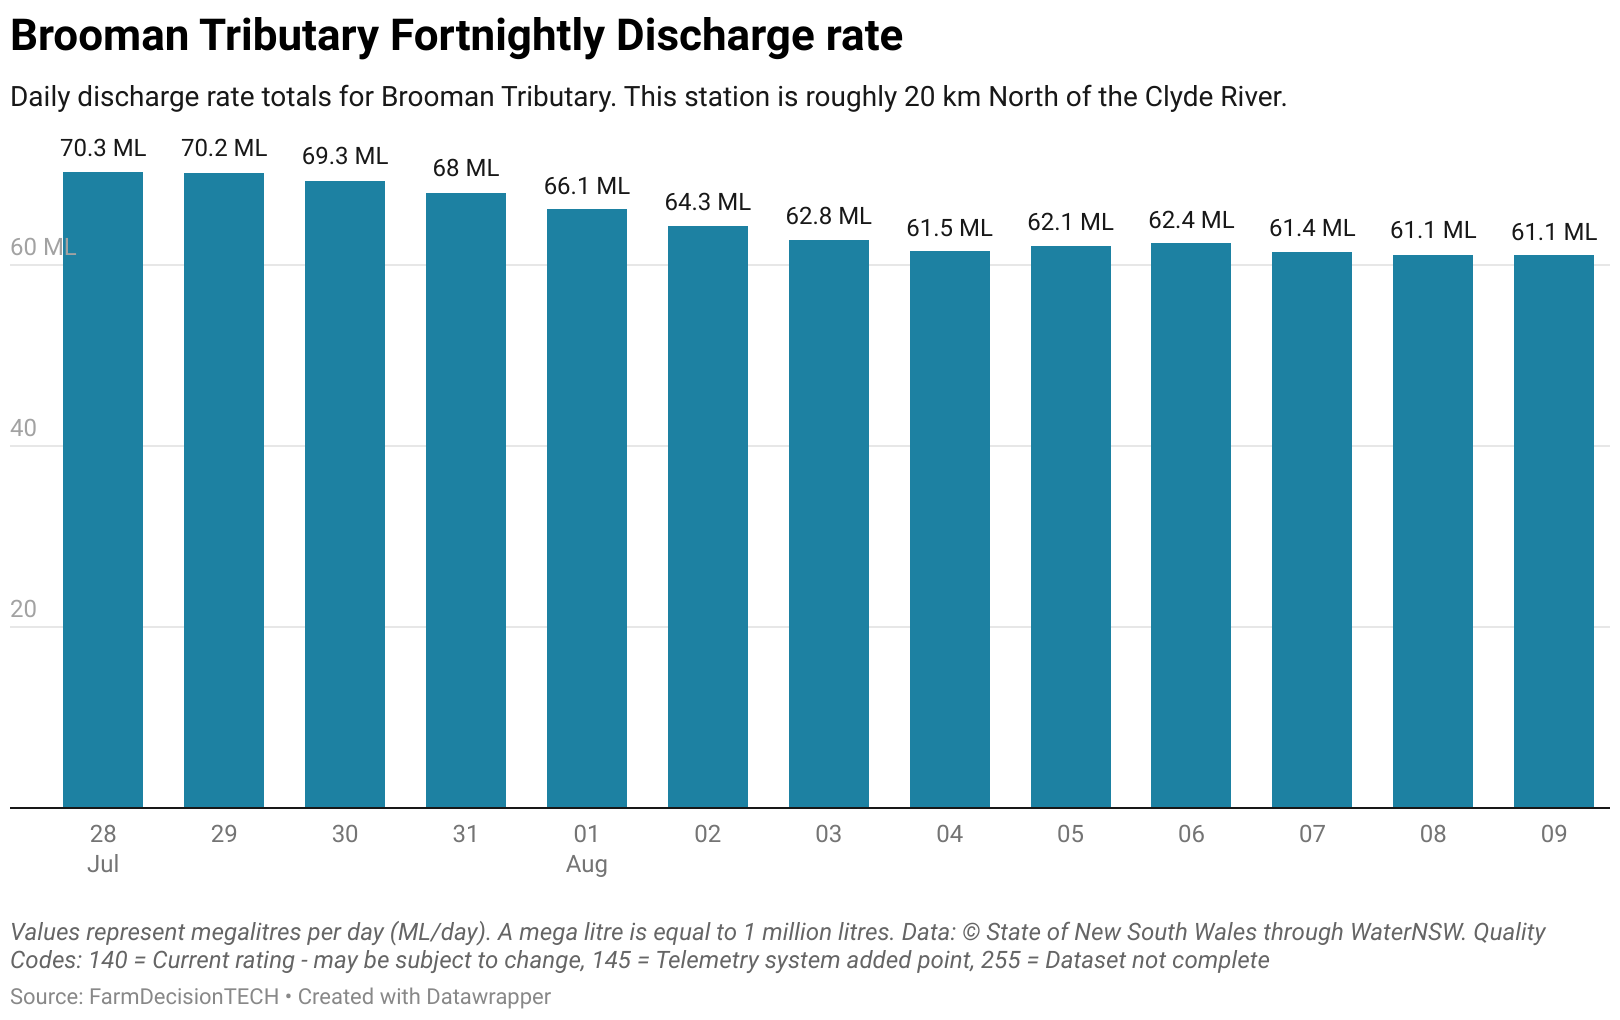 Brooman Tributary Fortnightly Discharge rate
Daily discharge rate totals for Brooman Tributary. This station is roughly 20 km North of the Clyde River.
70.3 ML 70.2 ML 69.3 ML 68 ML 66.1 ML 64.3 ML 62.8 ML 61.5 ML 62.1 ML 62.4 ML 61.4 ML 61.1 ML 61.1 ML
60 ML
40
20
28 29 30 31 01 02 03 04 05 06 07 08 09
Jul Aug
Values represent megalitres per day (ML/day). A mega litre is equal to 1 million litres. Data: © State of New South Wales through WaterNSW. Quality
Codes: 140 = Current rating - may be subject to change, 145 = Telemetry system added point, 255 = Dataset not complete
Source: FarmDecisionTECH • Created with Datawrapper